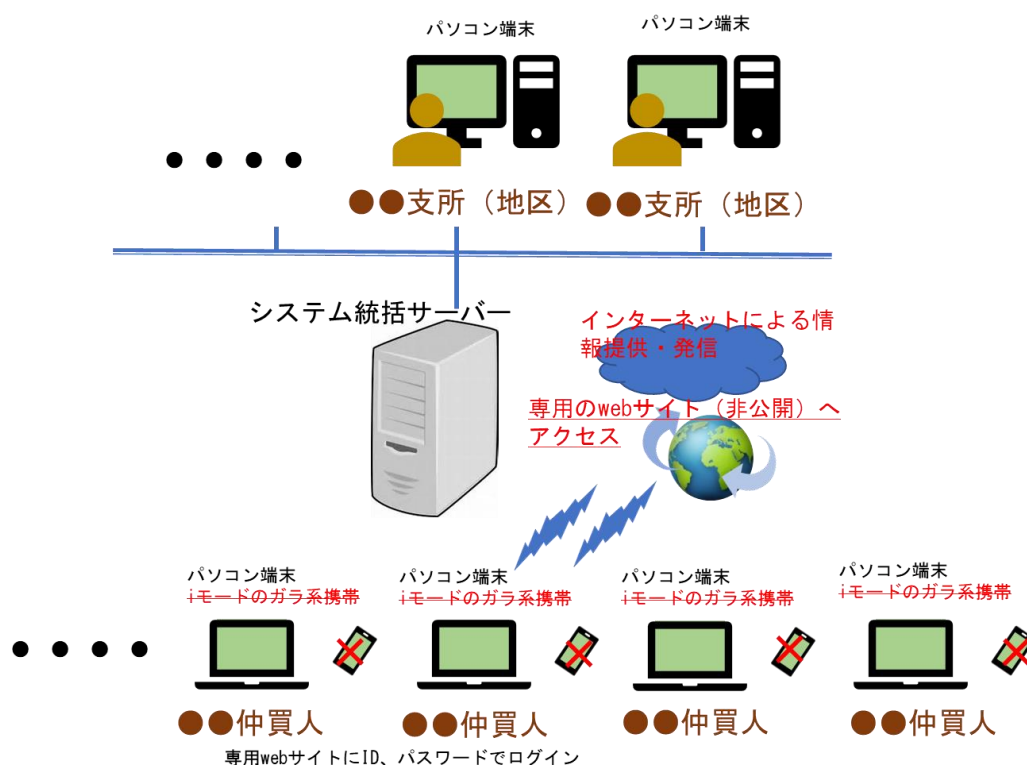 パソコン端末
パソコン端末
●●支所（地区）
●●支所（地区）
システム統括サーバー
インターネットによる情
報提供・発信
専用のwebサイト（非公開）へ
アクセス
パソコン端末
iモードのガラ系携帯
パソコン端末
iモードのガラ系携帯
パソコン端末
iモードのガラ系携帯
パソコン端末
iモードのガラ系携帯
●●仲買人
●●仲買人
●●仲買人
●●仲買人
専用webサイトにID、パスワードでログイン